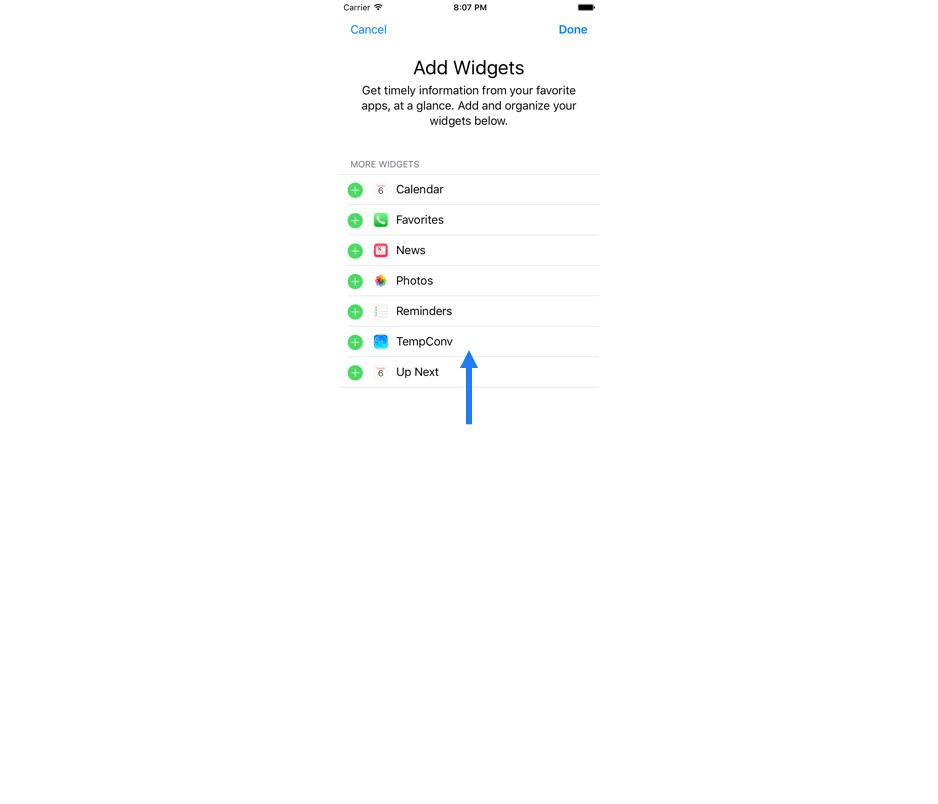 Carrier 8:07 PM
Cancel Done
Add Widgets
Get timely information from your favorite
apps, at a glance. Add and organize your
widgets below.
MORE WIDGETS
6 Calendar
Favorites
N News
Photos
Reminders
TempConv
6 Up Next